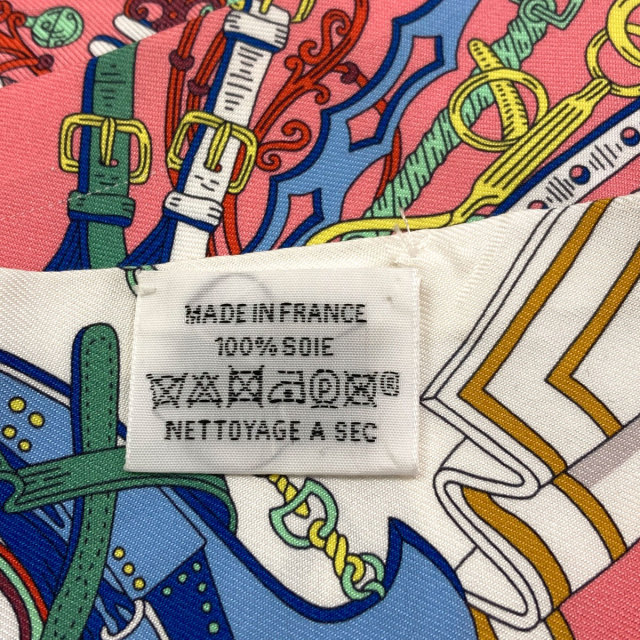 MADE IN FRANCE
100% SOIE
P ®
NETTOYAGE A SEC